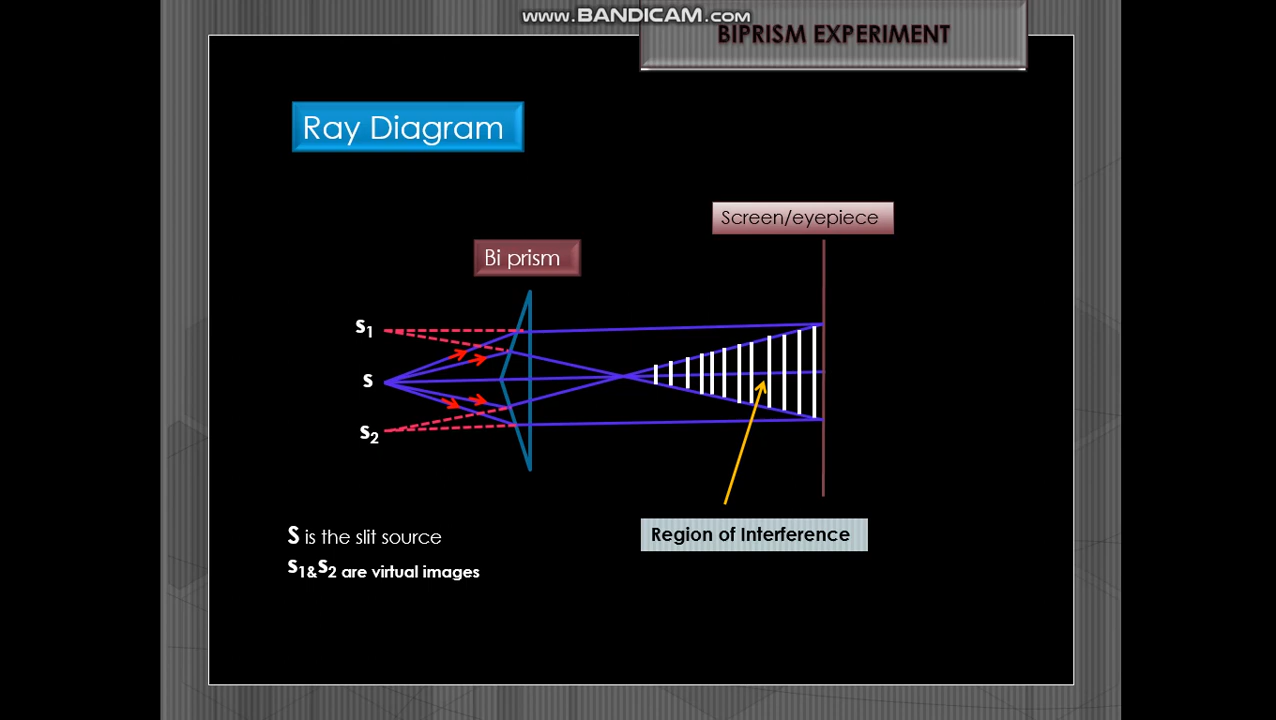 www.BANDICAM.com
BIPRISM EXPERIMENT
Ray Diagram
Screen/eyepiece
Bi prism
S1
S
S2
S is the slit source
S1&S2 are virtual images
Region of Interference